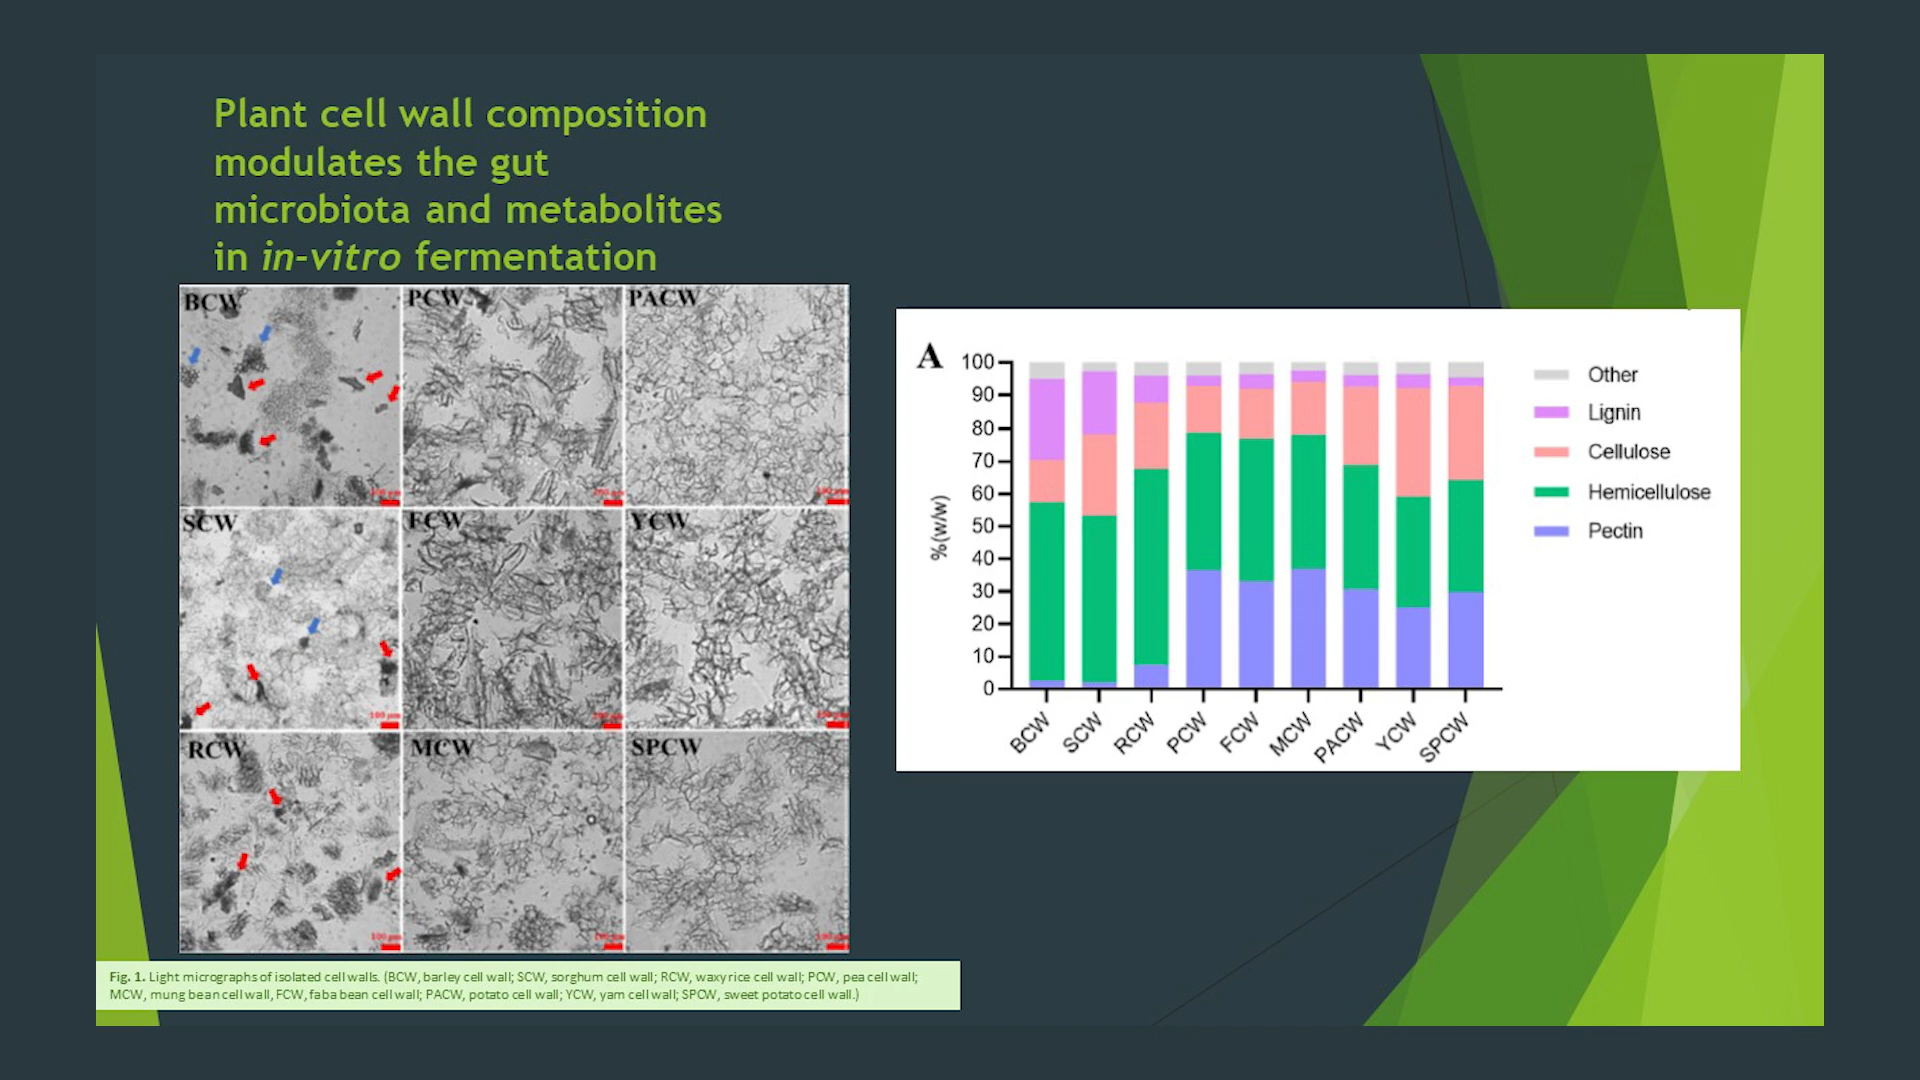 Plant cell wall composition
modulates the gut
microbiota and metabolites
in in-vitro fermentation
BCW
PCW
PACW
SCW
FCW
YCW
100 µm
RCW
MCW
SPCW
100 µm
Fig. 1. Light micrographs of isolated cell walls. (BCW, barley cell wall; SCW, sorghum cell wall; RCW, waxy rice cell wall; PCW, pea cell wall;
MCW, mung bean cell wall, FCW, faba bean cell wall; PACW, potato cell wall; YCW, yam cell wall; SPCW, sweet potato cell wall.)
A
%(w/w)
100
90
80
70
60
50
40
30
20
10
0
BCW
SCW
RCW
PCW
FCW
MCW
PACW
YCW
SPCW
Other
Lignin
Cellulose
Hemicellulose
Pectin